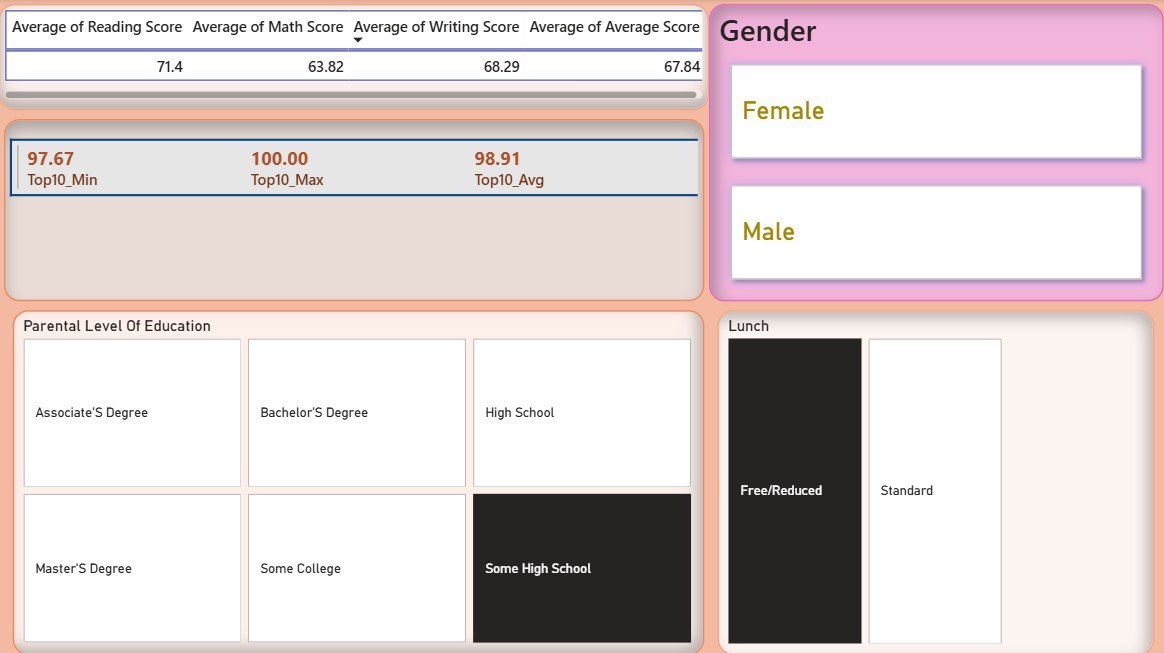 Average of Reading Score Average of Math Score Average of Writing Score Average of Average Score
71.4 63.82 68.29 67.84
97.67 100.00 98.91
Top10_Min Top10_Max Top10_Avg
Gender
Female
Male
Parental Level Of Education
Associate'S Degree Bachelor'S Degree High School
Master'S Degree Some College Some High School
Lunch
Free/Reduced Standard